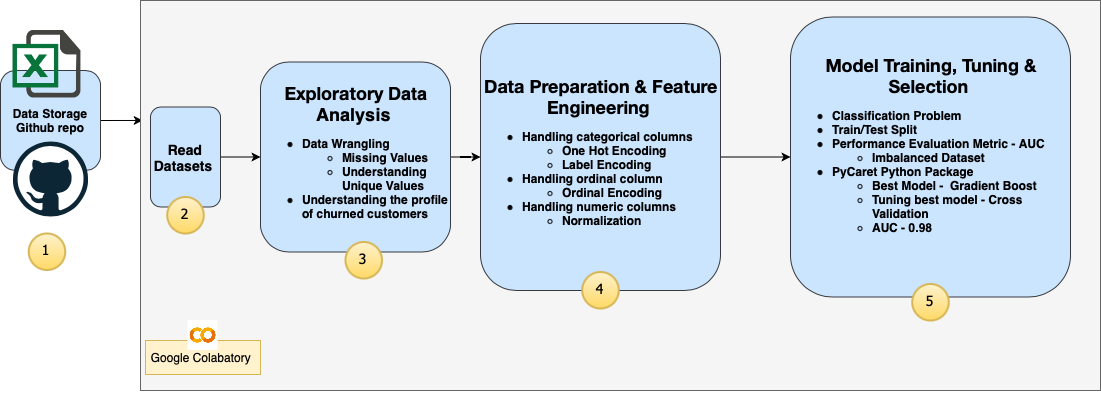 X
Data Storage
Github repo
1
Read
Datasets
2
Exploratory Data
Analysis
Data Wrangling
Missing Values
Understanding
Unique Values
Understanding the profile
of churned customers
3
Data Preparation & Feature
Engineering
Handling categorical columns
One Hot Encoding
Label Encoding
Handling ordinal column
Ordinal Encoding
Handling numeric columns
Normalization
4
Model Training, Tuning &
Selection
Classification Problem
Train/Test Split
Performance Evaluation Metric - AUC
Imbalanced Dataset
PyCaret Python Package
Best Model - Gradient Boost
Tuning best model - Cross
Validation
AUC - 0.98
5
Google Colabatory